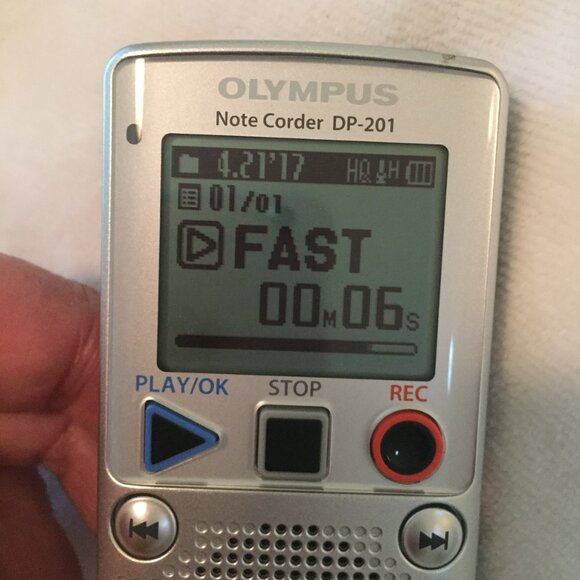 OLYMPUS
Note Corder DP-201
4.21'17 HQ H
01/01
FAST
00M06S
PLAY/OK STOP REC